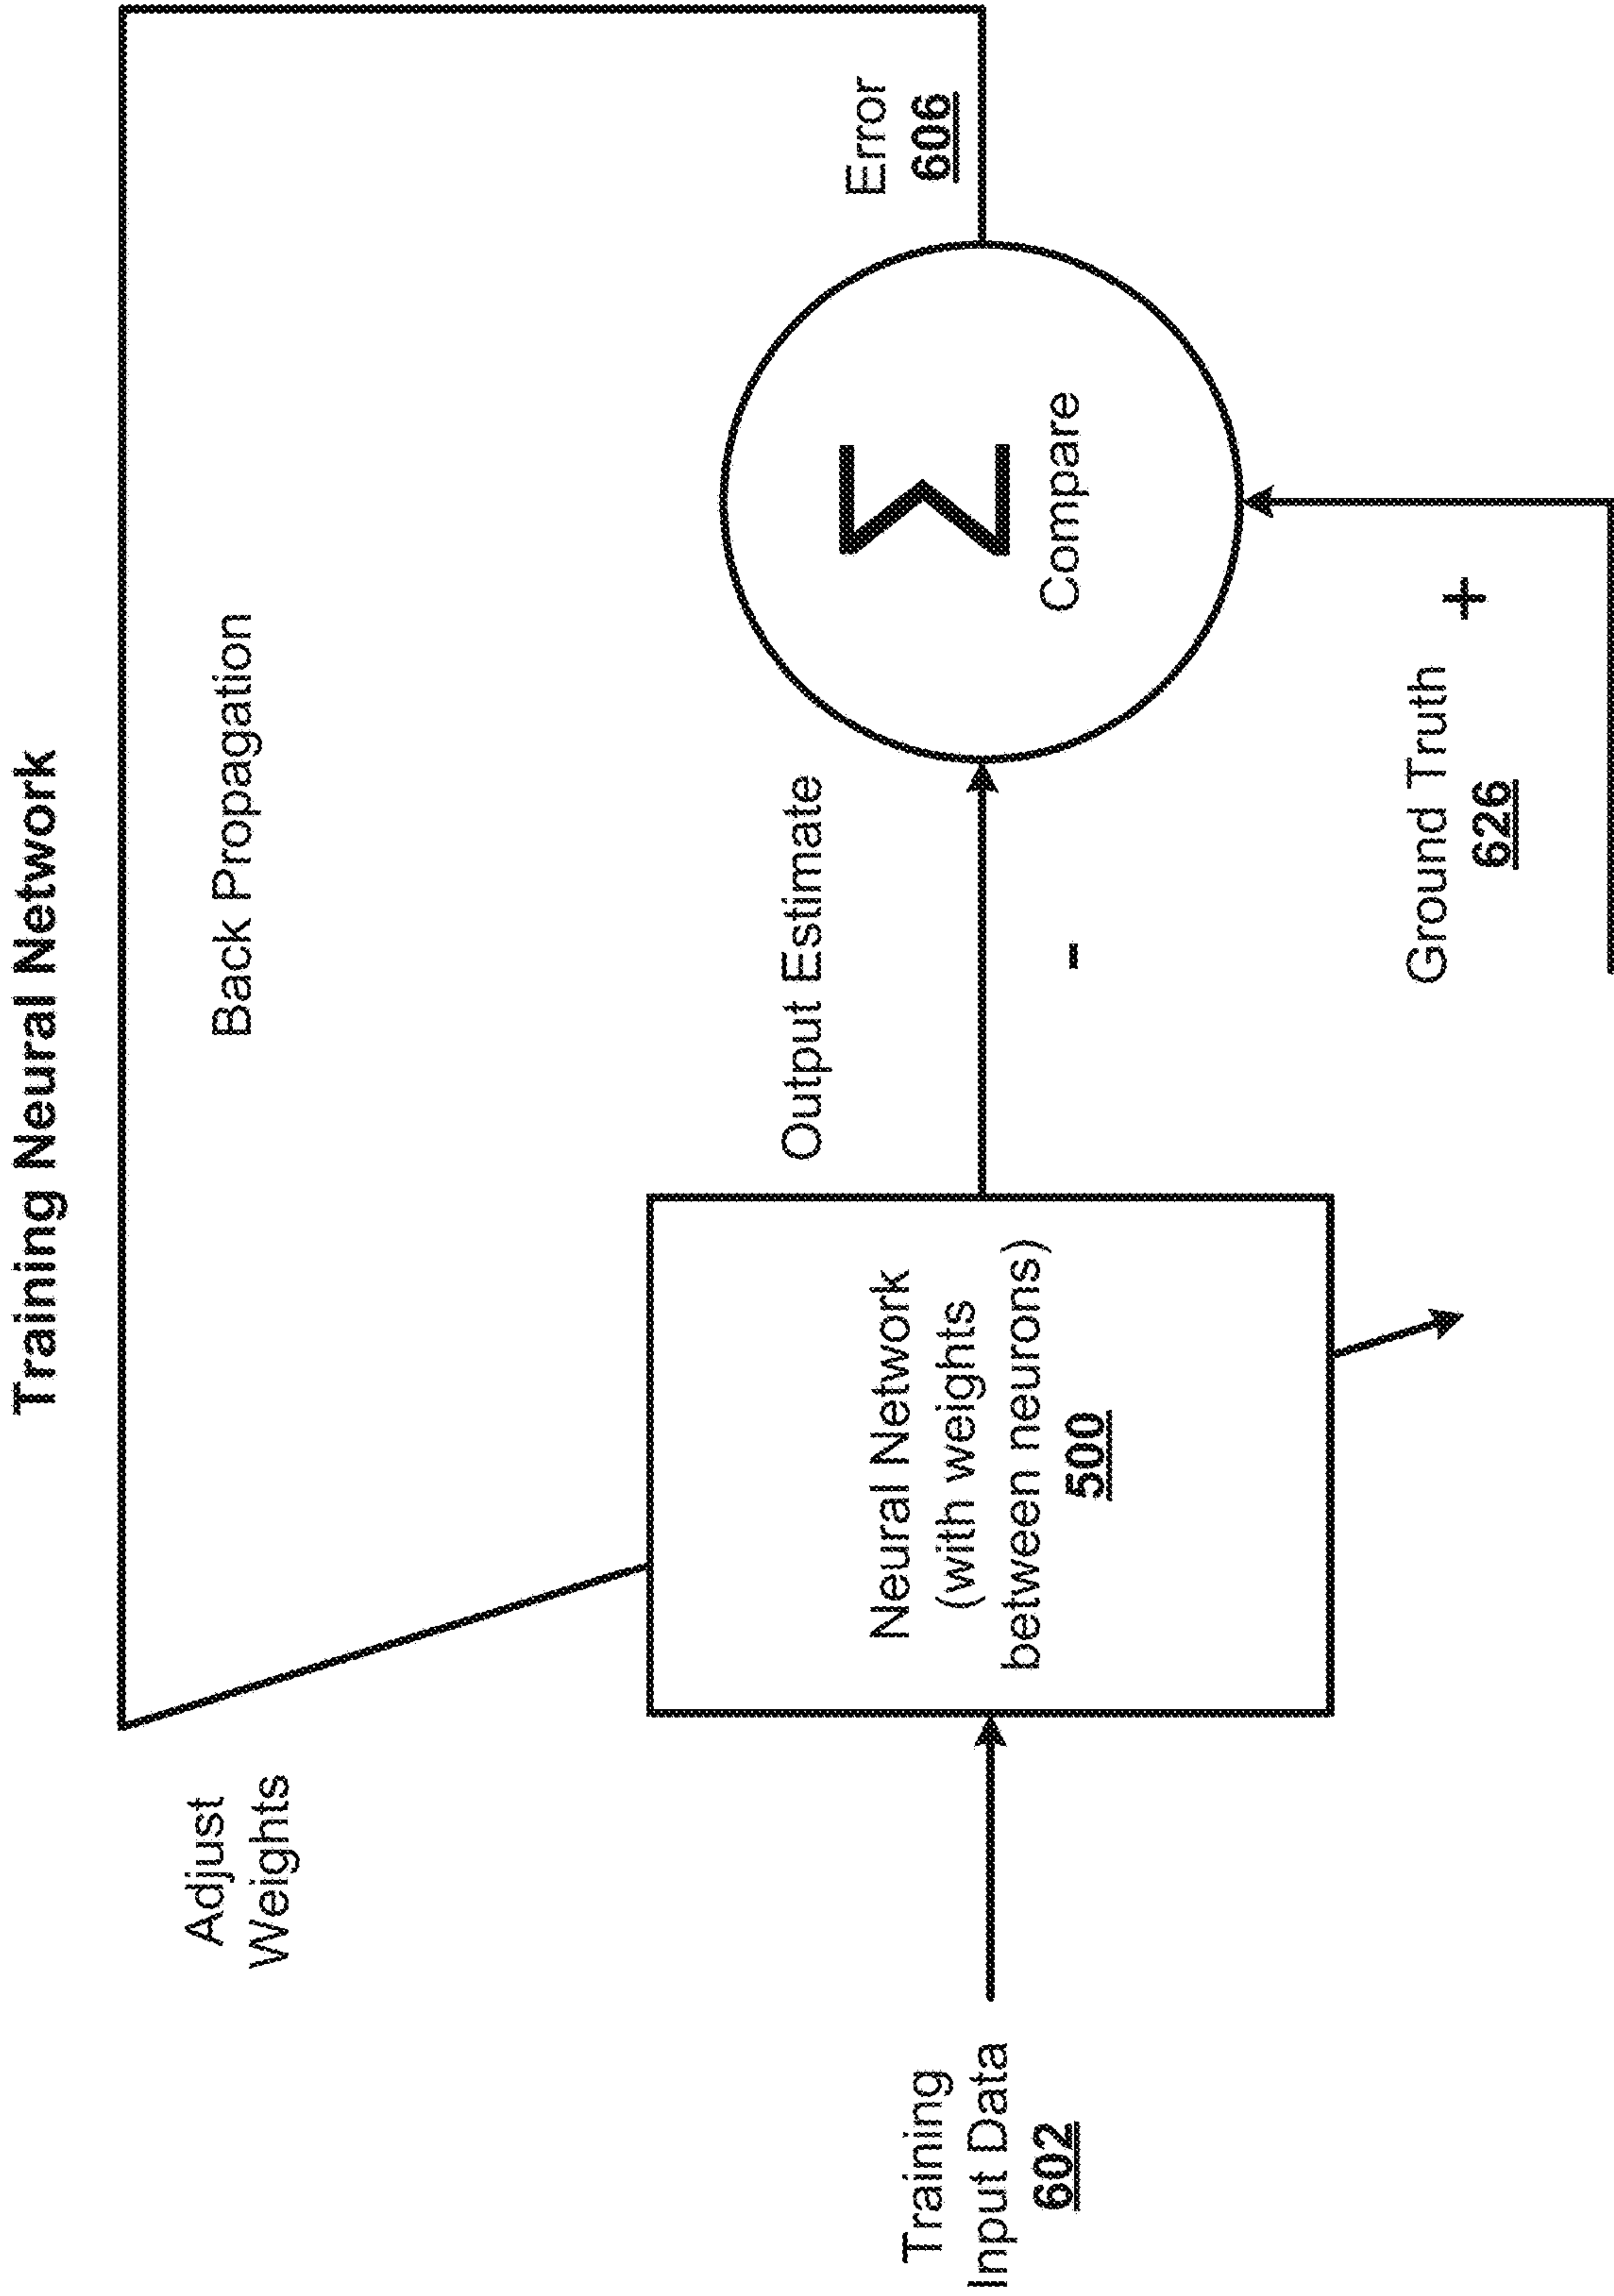 Training Neural Network
Back Propagation
Adjust
Weights
Error
606
Output Estimate
Σ
Compare
Neural Network
(with weights
between neurons)
500
-
Training
Input Data
602
+
Ground Truth
626